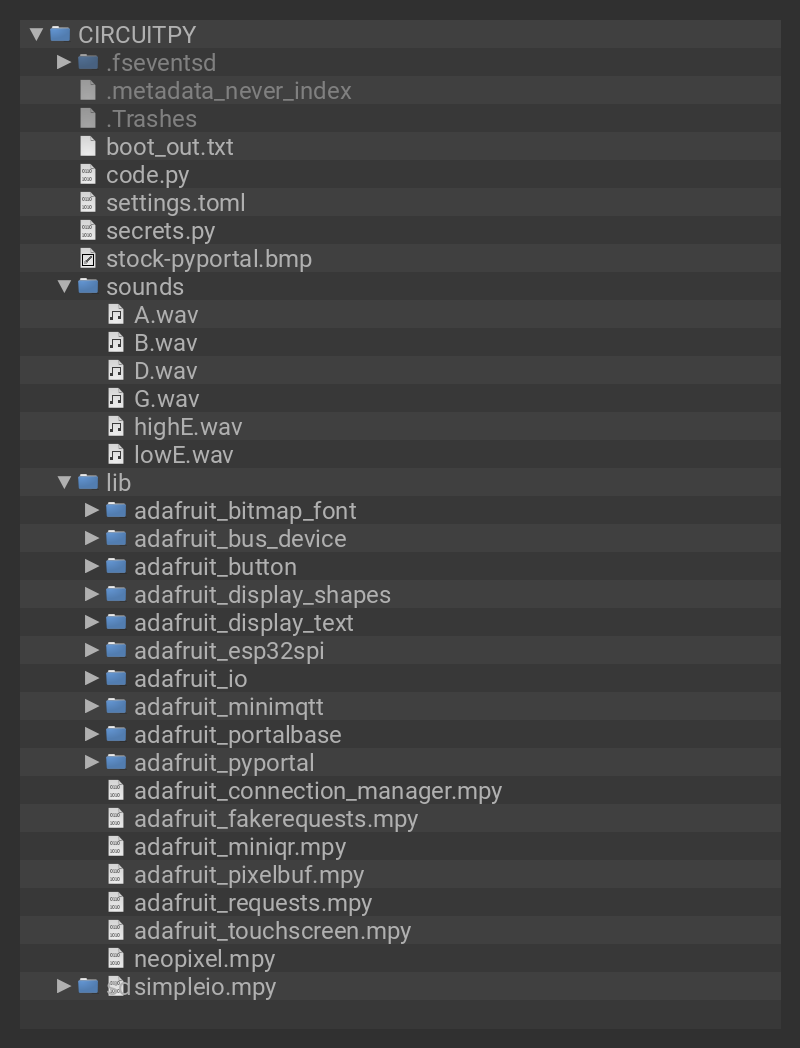 CIRCUITPY
.fseventsd
.metadata_never_index
.Trashes
boot_out.txt
code.py
settings.toml
secrets.py
stock-pyportal.bmp
sounds
A.wav
B.wav
D.wav
G.wav
highE.wav
lowE.wav
lib
adafruit_bitmap_font
adafruit_bus_device
adafruit_button
adafruit_display_shapes
adafruit_display_text
adafruit_esp32spi
adafruit_io
adafruit_minimqtt
adafruit_portalbase
adafruit_pyportal
adafruit_connection_manager.mpy
adafruit_fakerequests.mpy
adafruit_miniqr.mpy
adafruit_pixelbuf.mpy
adafruit_requests.mpy
adafruit_touchscreen.mpy
neopixel.mpy
sd simpleio.mpy